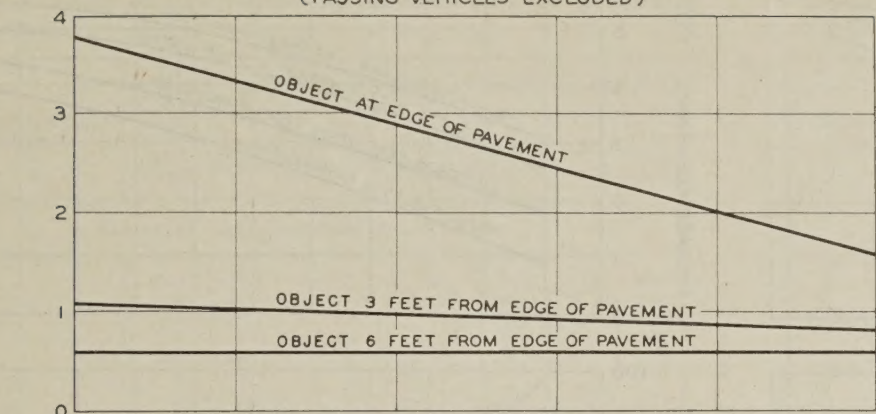 (PASSING VEHICLES EXCLUDED)
4
OBJECT AT EDGE OF PAVEMENT
3
2
OBJECT 3 FEET FROM EDGE OF PAVEMENT
1
OBJECT 6 FEET FROM EDGE OF PAVEMENT
0